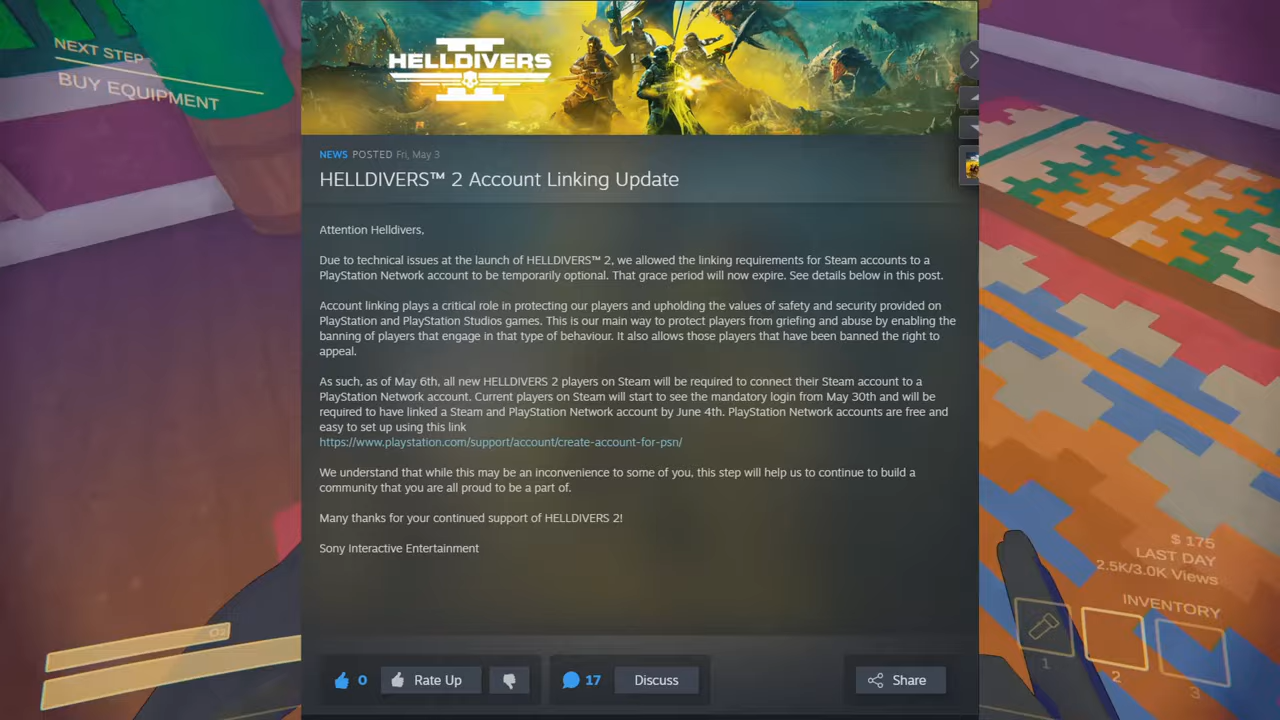 NEXT STEP
BUY EQUIPMENT
II
HELLDIVERS
NEWS POSTED Fri, May 3
HELLDIVERS™ 2 Account Linking Update
Attention Helldivers,
Due to technical issues at the launch of HELLDIVERS™ 2, we allowed the linking requirements for Steam accounts to a
PlayStation Network account to be temporarily optional. That grace period will now expire. See details below in this post.
Account linking plays a critical role in protecting our players and upholding the values of safety and security provided on
PlayStation and PlayStation Studios games. This is our main way to protect players from griefing and abuse by enabling the
banning of players that engage in that type of behaviour. It also allows those players that have been banned the right to
appeal.
As such, as of May 6th, all new HELLDIVERS 2 players on Steam will be required to connect their Steam account to a
PlayStation Network account. Current players on Steam will start to see the mandatory login from May 30th and will be
required to have linked a Steam and PlayStation Network account by June 4th. PlayStation Network accounts are free and
easy to set up using this link
https://www.playstation.com/support/account/create-account-for-psn/
We understand that while this may be an inconvenience to some of you, this step will help us to continue to build a
community that you are all proud to be a part of.
Many thanks for your continued support of HELLDIVERS 2!
Sony Interactive Entertainment
0
Rate Up
17
Discuss
Share
$ 175
LAST DAY
2.5K/3.0K Views
INVENTORY
1
2
3
O2